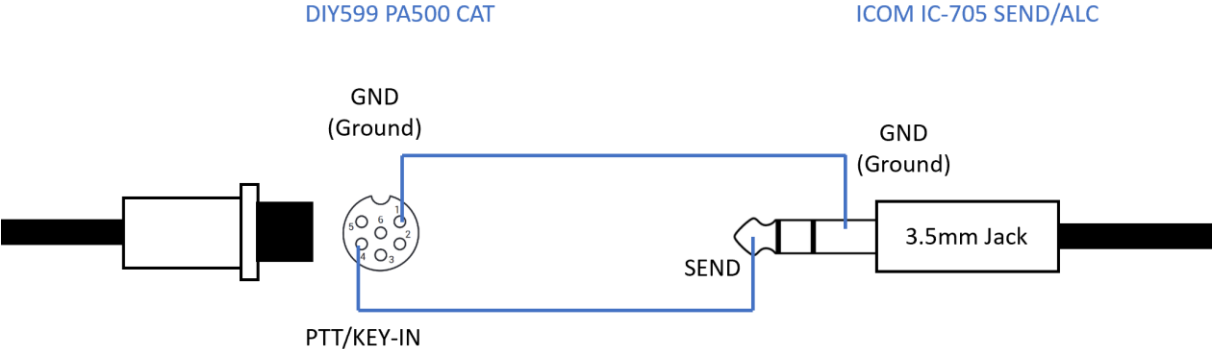 DIY599 PA500 CAT
ICOM IC-705 SEND/ALC
GND
(Ground)
GND
(Ground)
1
5
6
2
4
3
3.5mm Jack
SEND
PTT/KEY-IN